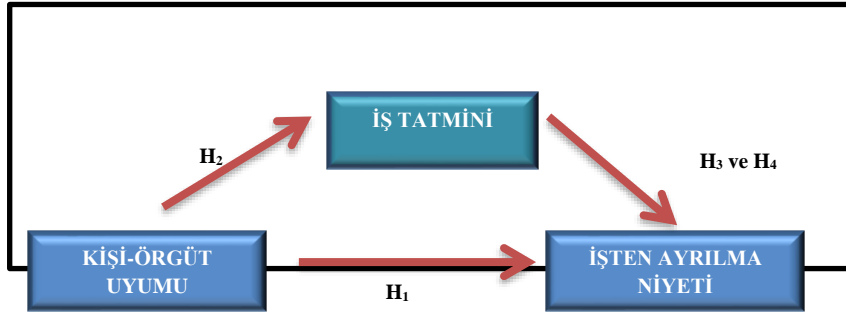 İŞ TATMİNİ
H2
H3 ve H4
KİŞİ-ÖRGÜT
UYUMU
H1
İŞTEN AYRILMA
NİYETİ